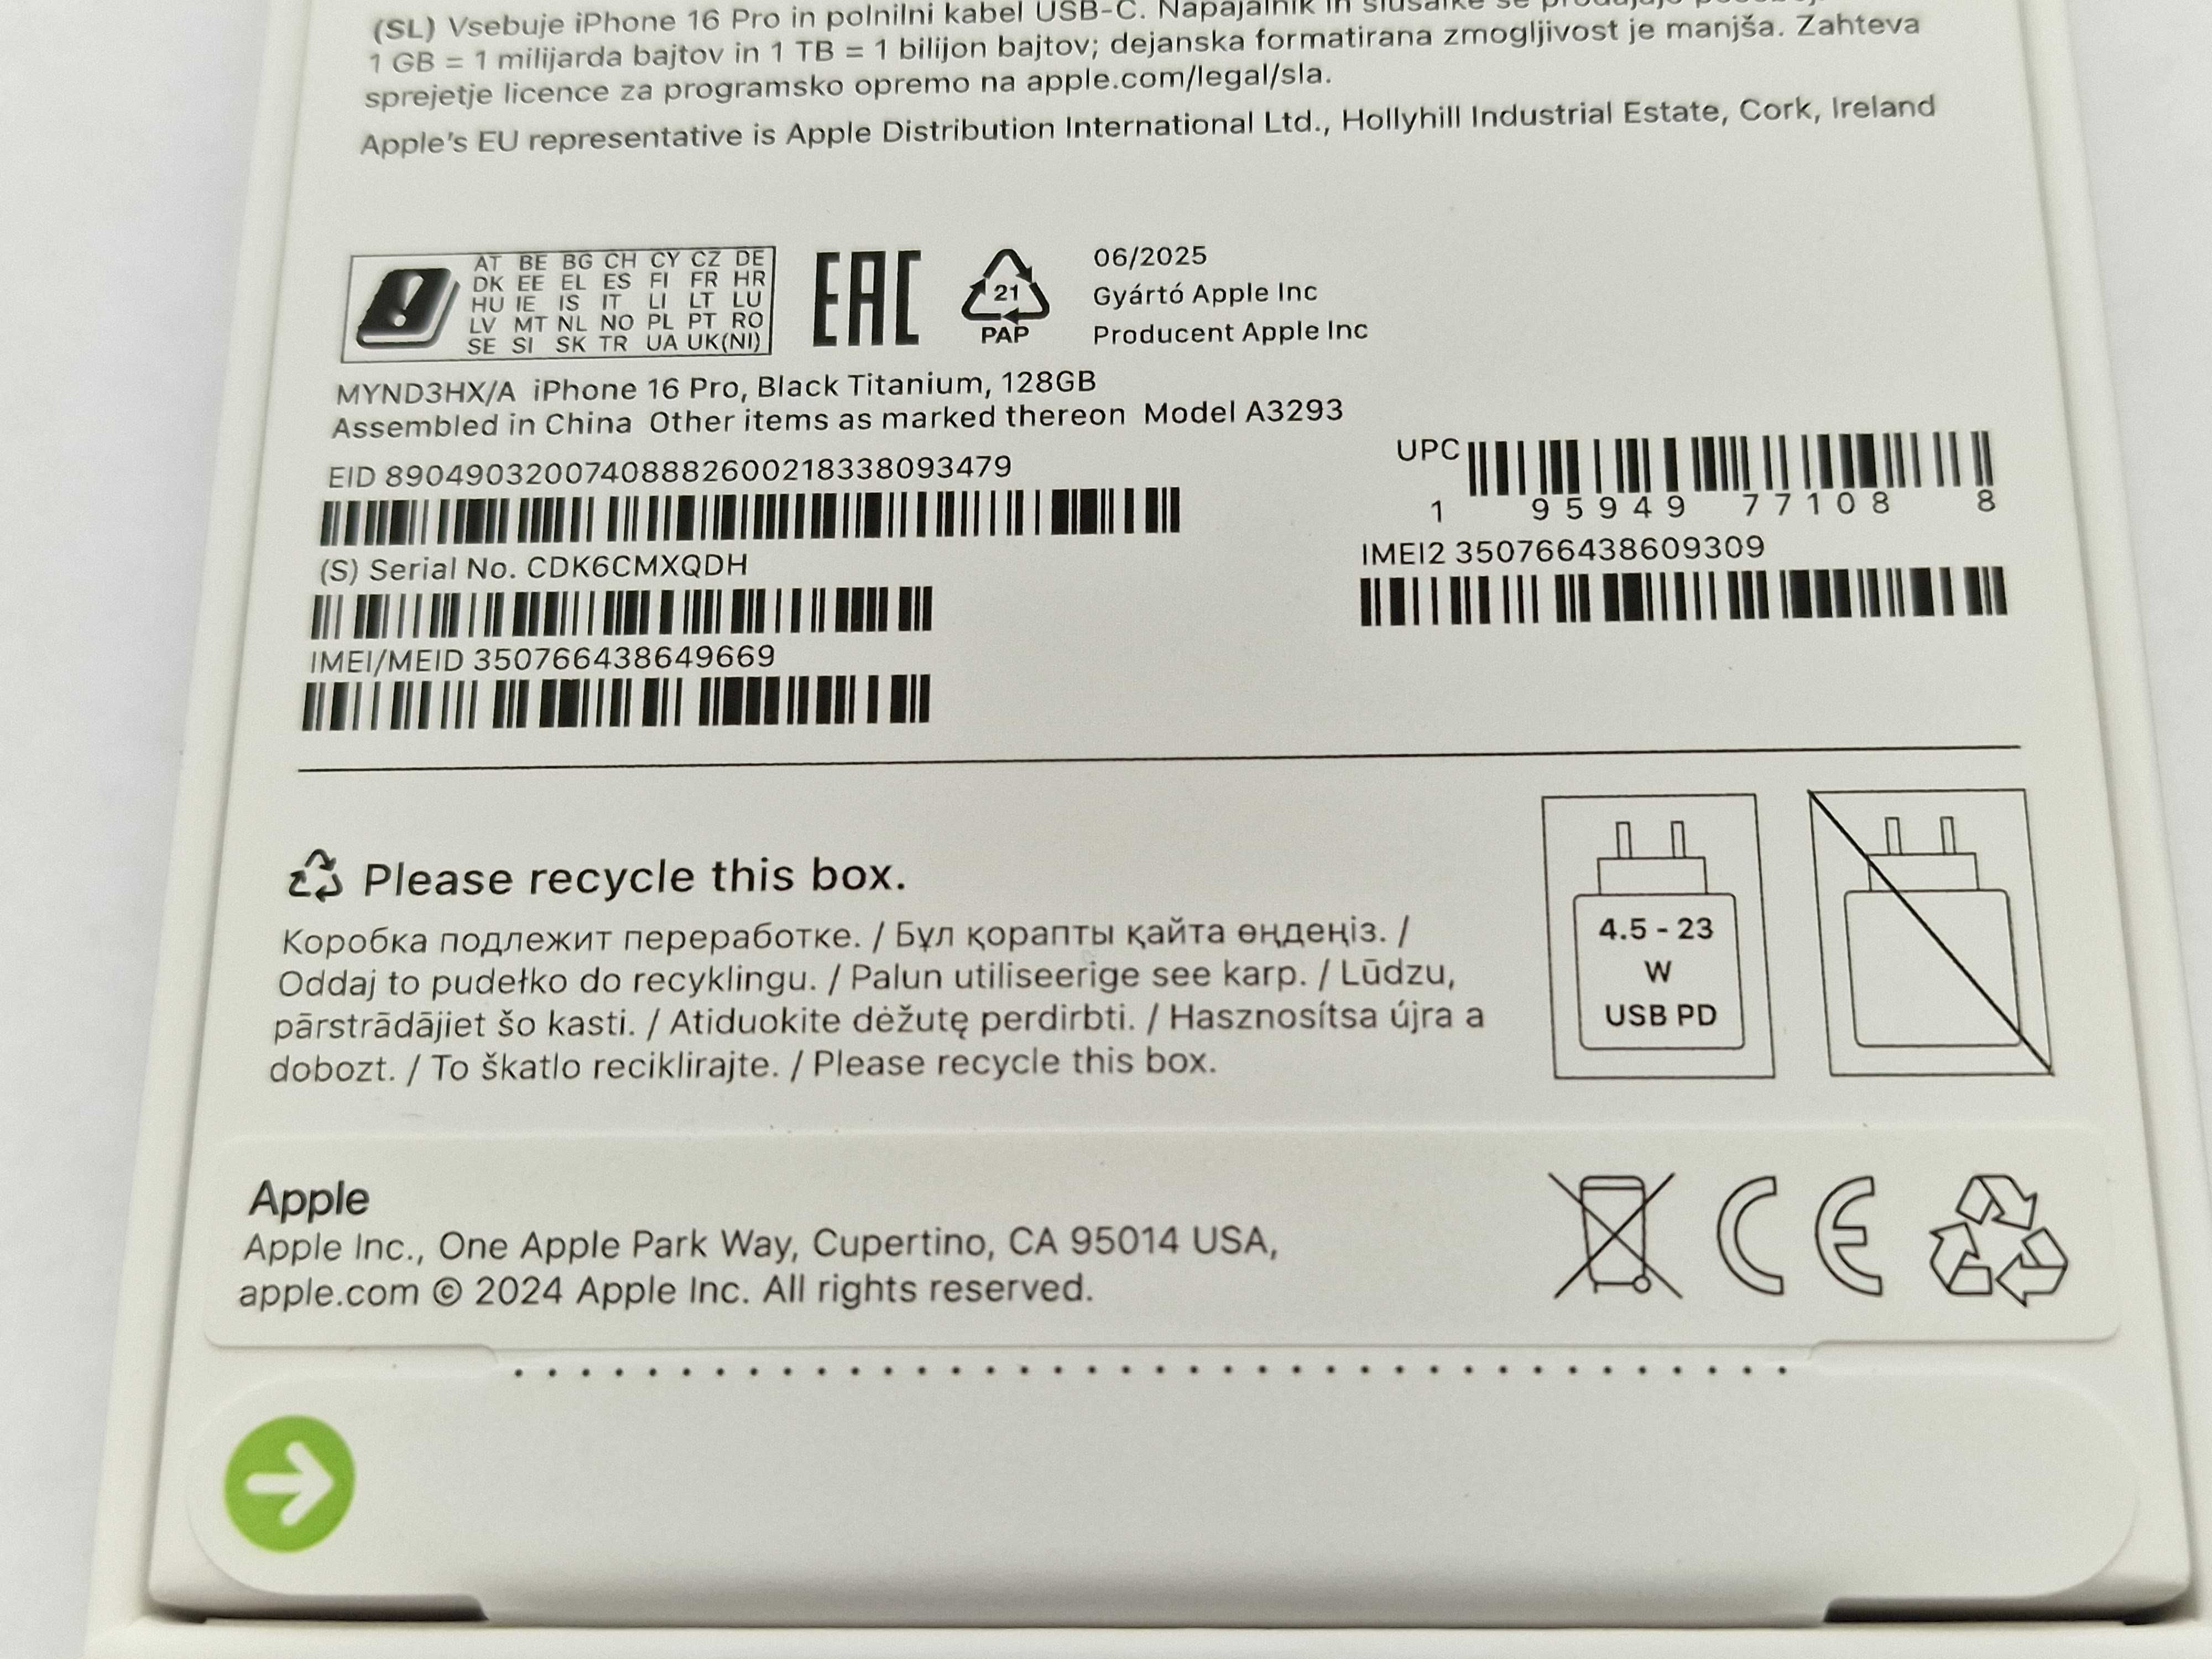 (SL) Vsebuje iPhone 16 Pro in polnilni kabel USB-C. Napajalnik in slušalke se
1 GB = 1 milijarda bajtov in 1 TB = 1 bilijon bajtov; dejanska formatirana zmogljivost je manjša. Zahteva
sprejetje licence za programsko opremo na apple.com/legal/sla.
Apple's EU representative is Apple Distribution International Ltd., Hollyhill Industrial Estate, Cork, Ireland
AT BE BG CH CY CZ DE
DK EE EL ES FI FR HR
HU IE IS IT LI LT LU
LV MT NL NO PL PT RO
SE SI SK TR UA UK(NI)
EAC
21
PAP
06/2025
Gyártó Apple Inc
Producent Apple Inc
MYND3HX/A iPhone 16 Pro, Black Titanium, 128GB
Assembled in China Other items as marked thereon Model A3293
EID 89049032007408882600218338093479
UPC
1 95949 77108 8
(S) Serial No. CDK6CMXQDH
IMEI2 350766438609309
IMEI/MEID 350766438649669
Please recycle this box.
Коробка подлежит переработке. / Бұл қорапты қайта өңдеңіз. /
Oddaj to pudełko do recyklingu. / Palun utiliseerige see karp. / Lūdzu,
pārstrādājiet šo kasti. / Atiduokite dėžutę perdirbti. / Hasznosítsa újra a
dobozt. / To škatlo reciklirajte. / Please recycle this box.
4.5 - 23
W
USB PD
Apple
Apple Inc., One Apple Park Way, Cupertino, CA 95014 USA,
apple.com © 2024 Apple Inc. All rights reserved.
CE